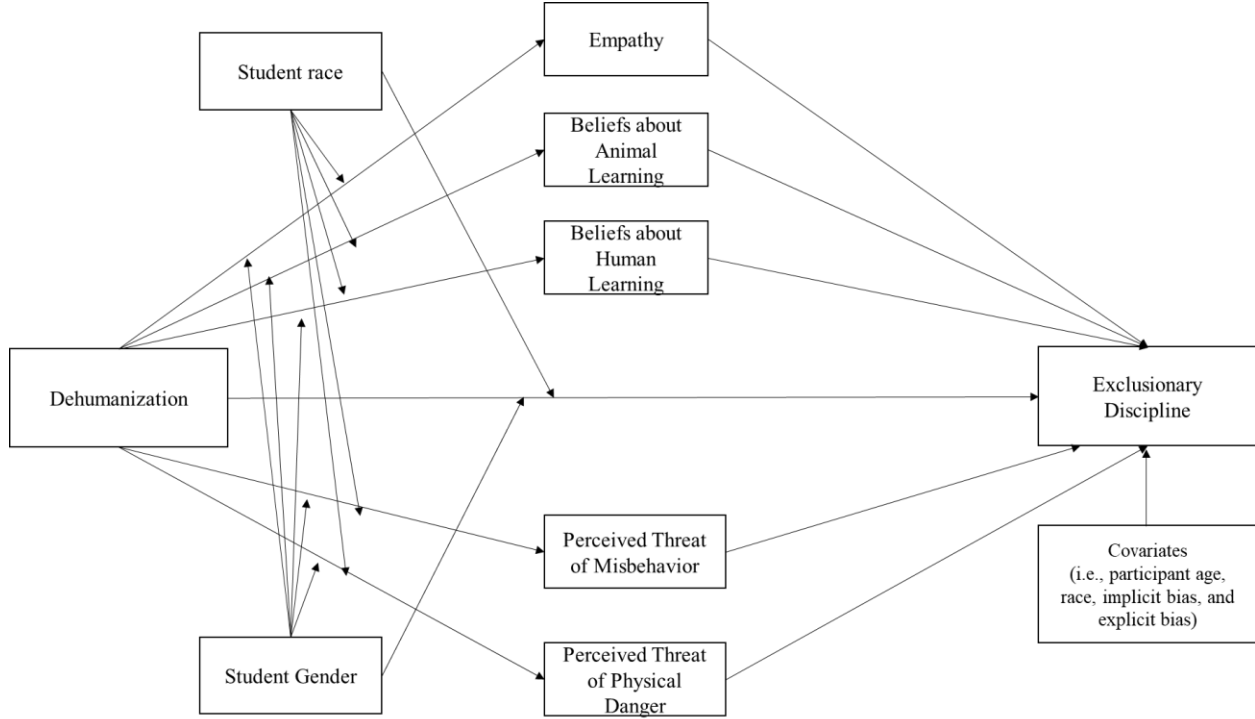 Empathy
Student race
Beliefs about
Animal
Learning
Beliefs about
Human
Learning
Dehumanization
Exclusionary
Discipline
Perceived Threat
of Misbehavior
Covariates
(i.e., participant age,
race, implicit bias, and
explicit bias)
Student Gender
Perceived Threat
of Physical
Danger